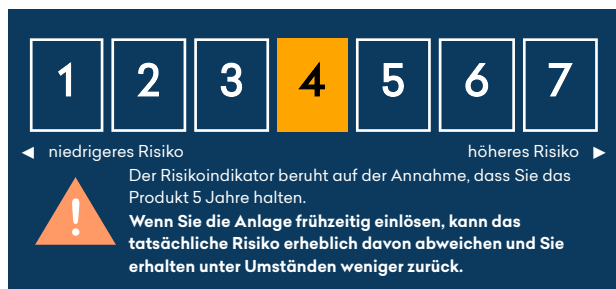 1 2 3 4 5 6 7
◄ niedrigeres Risiko höheres Risiko ►
Der Risikoindikator beruht auf der Annahme, dass Sie das
Produkt 5 Jahre halten.
Wenn Sie die Anlage frühzeitig einlösen, kann das
tatsächliche Risiko erheblich davon abweichen und Sie
erhalten unter Umständen weniger zurück.
!